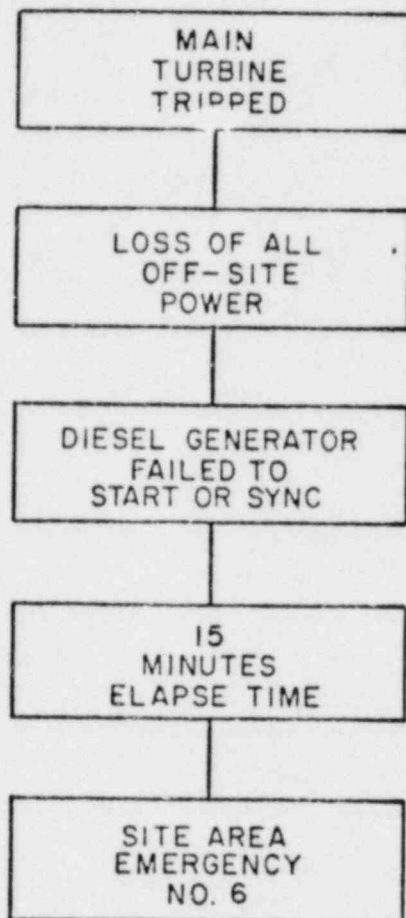 MAIN
TURBINE
TRIPPED
LOSS OF ALL
OFF-SITE
POWER
DIESEL GENERATOR
FAILED TO
START OR SYNC
15
MINUTES
ELAPSE TIME
SITE AREA
EMERGENCY
NO. 6